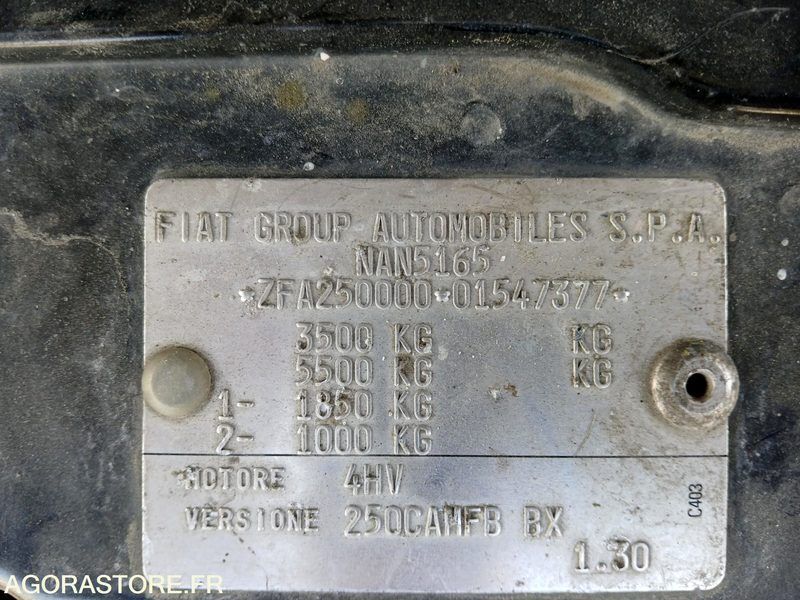 FIAT GROUP AUTOMOBILES S.P.A.
NAN5165
*ZFA250000*01547377*
3500 KG KG
5500 KG KG
1- 1850 KG
2- 1000 KG
MOTORE 4HV
VERSIONE 250CAMFB BX
1.30
C403
AGORASTORE.FR